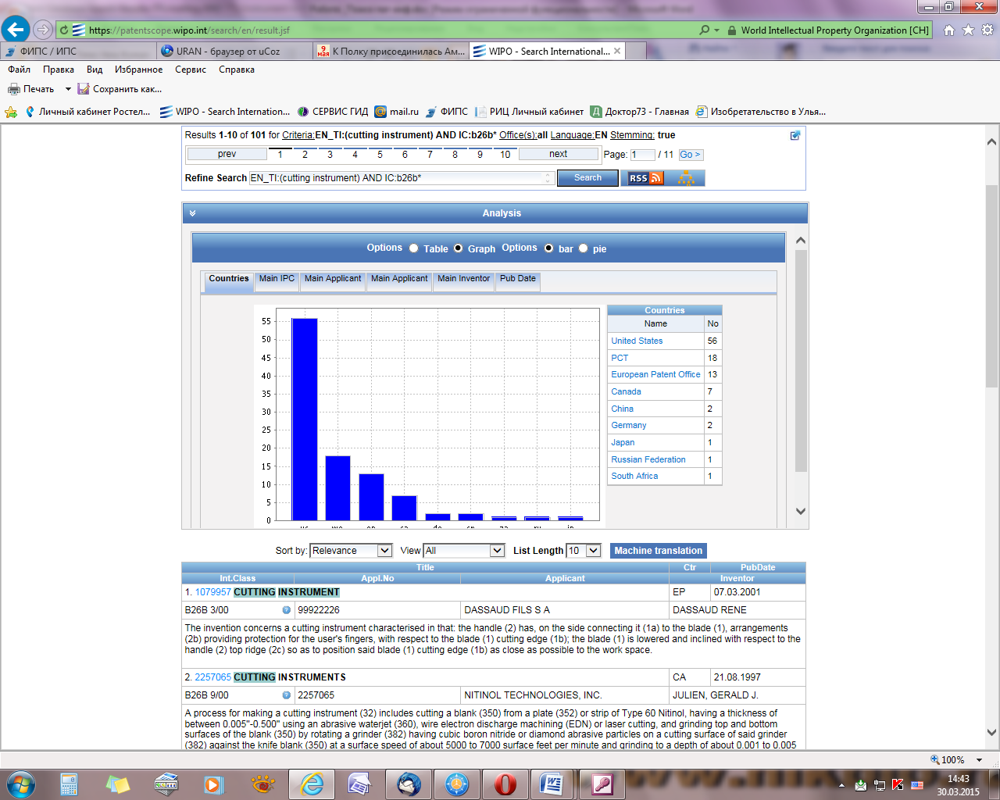 https://patentscope.wipo.int/search/en/result.jsf
World Intellectual Property Organization [CH]
ФИПС / ИПС
URAN - браузер от uCoz
К Полку присоединилась Ам...
WIPO - Search International...
Файл Правка Вид Избранное Сервис Справка
Печать
Сохранить как...
Личный кабинет Ростел...
WIPO - Search Internation...
СЕРВИС ГИД
mail.ru
ФИПС
РИЦ Личный кабинет
Доктор73 - Главная
Изобретательство в Улья...
Results 1-10 of 101 for Criteria:EN_TI:(cutting instrument) AND IC:b26b* Office(s):all Language:EN Stemming: true
prev 1 2 3 4 5 6 7 8 9 10 next Page: 1 / 11 Go >
Refine Search EN_TI:(cutting instrument) AND IC:b26b* Search RSS
Analysis
Options Table Graph Options bar pie
Countries Main IPC Main Applicant Main Applicant Main Inventor Pub Date
55
50
45
40
35
30
25
20
15
10
5
0
Countries
Name No
United States 56
PCT 18
European Patent Office 13
Canada 7
China 2
Germany 2
Japan 1
Russian Federation 1
South Africa 1
Sort by: Relevance View All List Length 10 Machine translation
Title Ctr PubDate
Int.Class Appl.No Applicant Inventor
1. 1079957 CUTTING INSTRUMENT EP 07.03.2001
B26B 3/00 99922226 DASSAUD FILS S A DASSAUD RENE
The invention concerns a cutting instrument characterised in that: the handle (2) has, on the side connecting it (1a) to the blade (1), arrangements
(2b) providing protection for the user's fingers, with respect to the blade (1) cutting edge (1b); the blade (1) is lowered and inclined with respect to the
handle (2) top ridge (2c) so as to position said blade (1) cutting edge (1b) as close as possible to the work space.
2. 2257065 CUTTING INSTRUMENTS CA 21.08.1997
B26B 9/00 2257065 NITINOL TECHNOLOGIES, INC. JULIEN, GERALD J.
A process for making a cutting instrument (32) includes cutting a blank (350) from a plate (352) or strip of Type 60 Nitinol, having a thickness of
between 0.005"-0.500" using an abrasive waterjet (360), wire electron discharge machining (EDN) or laser cutting, and grinding top and bottom
surfaces of the blank (350) by rotating a grinder (382) having cubic boron nitride or diamond abrasive particles on a cutting surface of said grinder
(382) against the knife blank (350) at a surface speed of about 5000 to 7000 surface feet per minute and grinding to a depth of about 0.001 to 0.005
100%
14:43
30.03.2015